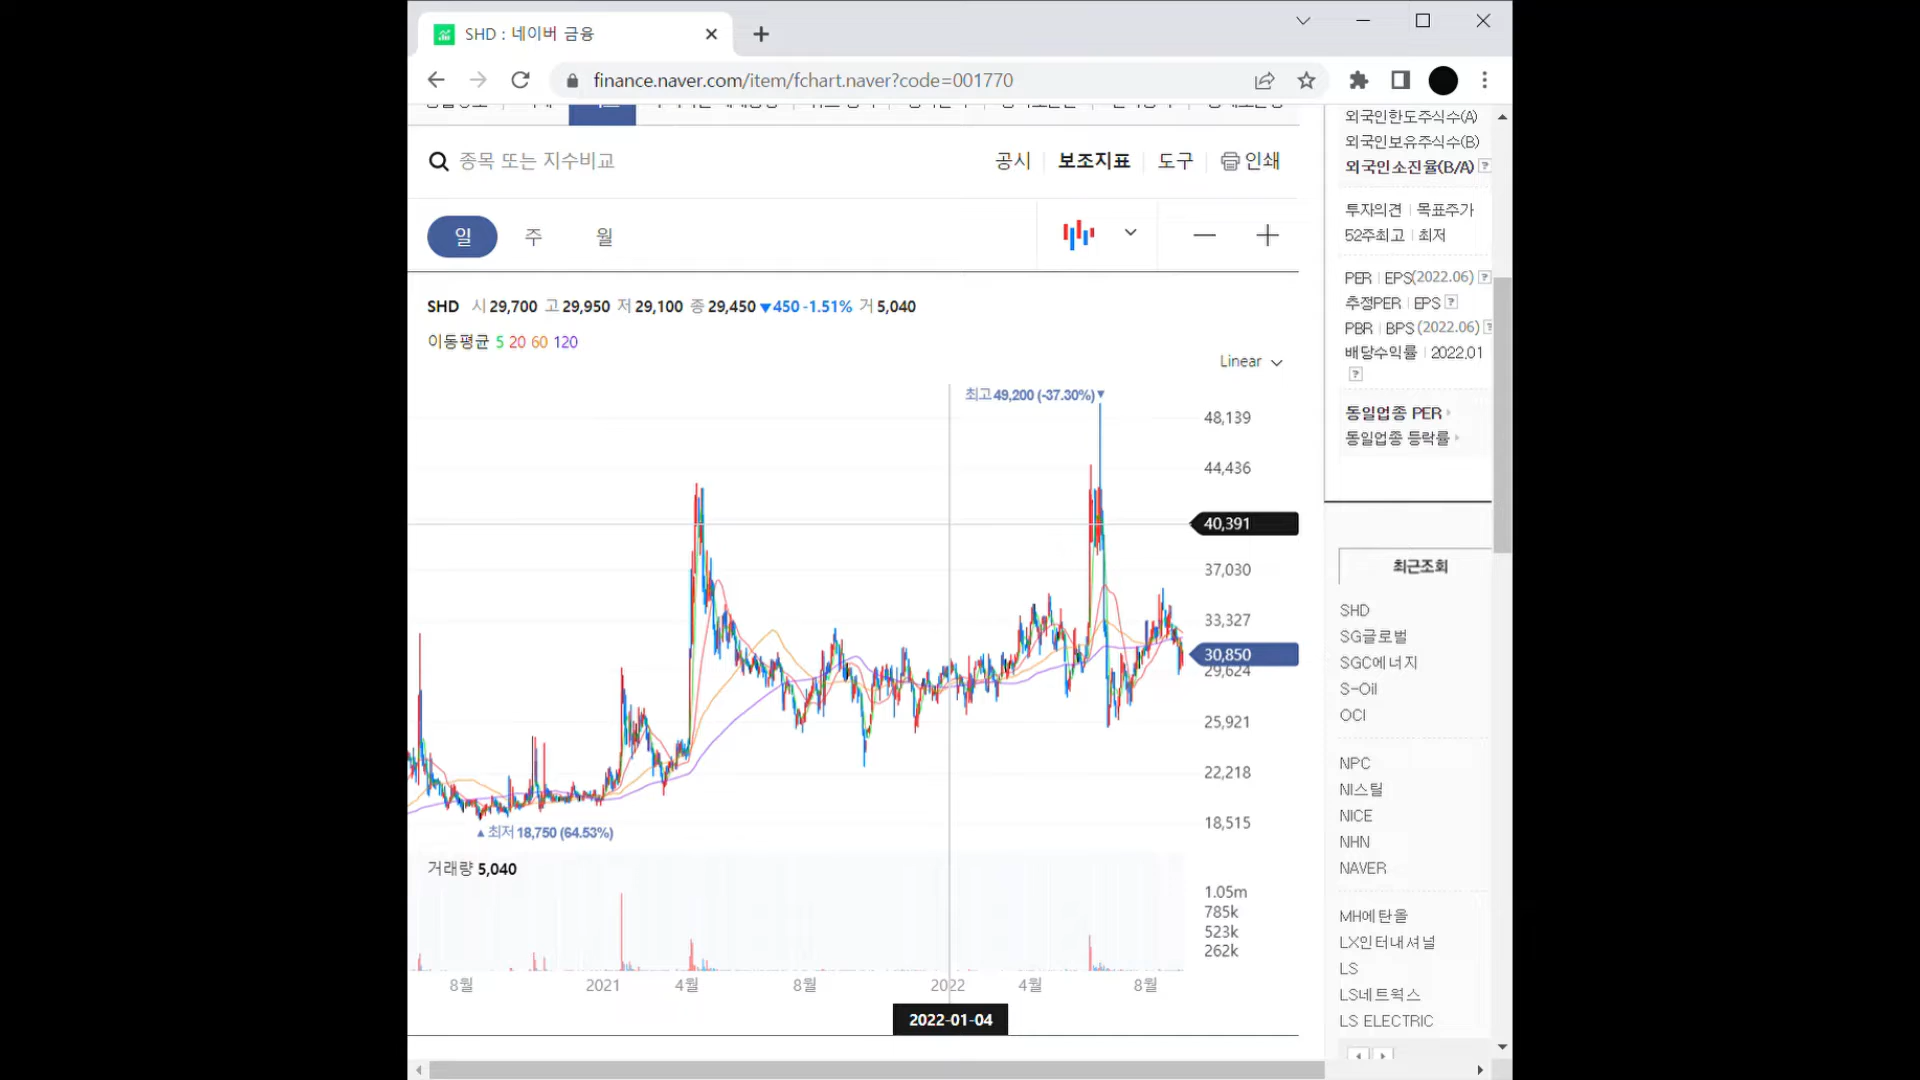 SHD : 네이버 금융
finance.naver.com/item/fchart.naver?code=001770
종목 또는 지수비교
공시
보조지표
도구
인쇄
일
주
월
SHD 시 29,700 고 29,950 저 29,100 종 29,450 ▼450 -1.51% 거 5,040
이동평균 5 20 60 120
Linear
최고 49,200 (-37.30%) ▼
48,139
44,436
40,391
37,030
33,327
30,850
29,624
25,921
22,218
18,515
▲ 최저 18,750 (64.53%)
거래량 5,040
1.05m
785k
523k
262k
8월 2021 4월 8월 2022 4월 8월
2022-01-04
외국인한도주식수(A)
외국인보유주식수(B)
외국인소진율(B/A) ?
투자의견 | 목표주가
52주최고 | 최저
PER | EPS(2022.06) ?
추정PER | EPS ?
PBR | BPS (2022.06) ?
배당수익률 | 2022.01
?
동일업종 PER
동일업종 등락률
최근조회
SHD
SG글로벌
SGC에너지
S-Oil
OCI
NPC
NI스틸
NICE
NHN
NAVER
MH에탄올
LX인터내셔널
LS
LS네트웍스
LS ELECTRIC